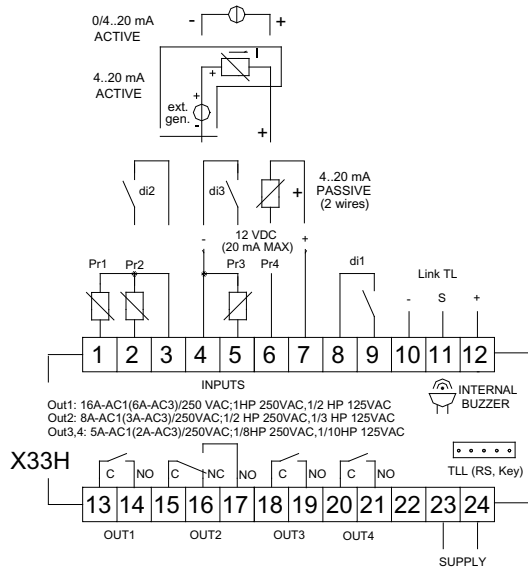 0/4..20 mA
ACTIVE
- +
4..20 mA
ACTIVE
I
+
+
ext.
gen.
-
+
di2
di3
+
4..20 mA
PASSIVE
(2 wires)
- 12 VDC +
(20 mA MAX)
Pr1 Pr2 Pr3 Pr4 di1
Link TL
- S +
1 2 3 4 5 6 7 8 9 10 11 12
INPUTS
INTERNAL
BUZZER
Out1: 16A-AC1(6A-AC3)/250 VAC;1HP 250VAC,1/2 HP 125VAC
Out2: 8A-AC1(3A-AC3)/250VAC;1/2 HP 250VAC,1/3 HP 125VAC
Out3,4: 5A-AC1(2A-AC3)/250VAC;1/8HP 250VAC,1/10HP 125VAC
X33H
TLL (RS, Key)
C NO C NC NO C NO C NO
13 14 15 16 17 18 19 20 21 22 23 24
OUT1 OUT2 OUT3 OUT4
SUPPLY